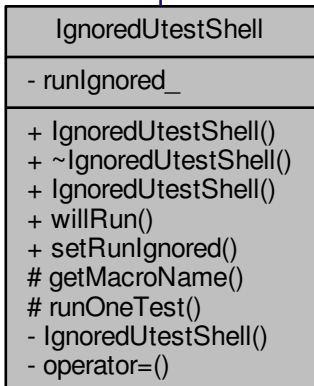 IgnoredUtestShell
- runIgnored_
+ IgnoredUtestShell()
+ ~IgnoredUtestShell()
+ IgnoredUtestShell()
+ willRun()
+ setRunIgnored()
# getMacroName()
# runOneTest()
- IgnoredUtestShell()
- operator=()